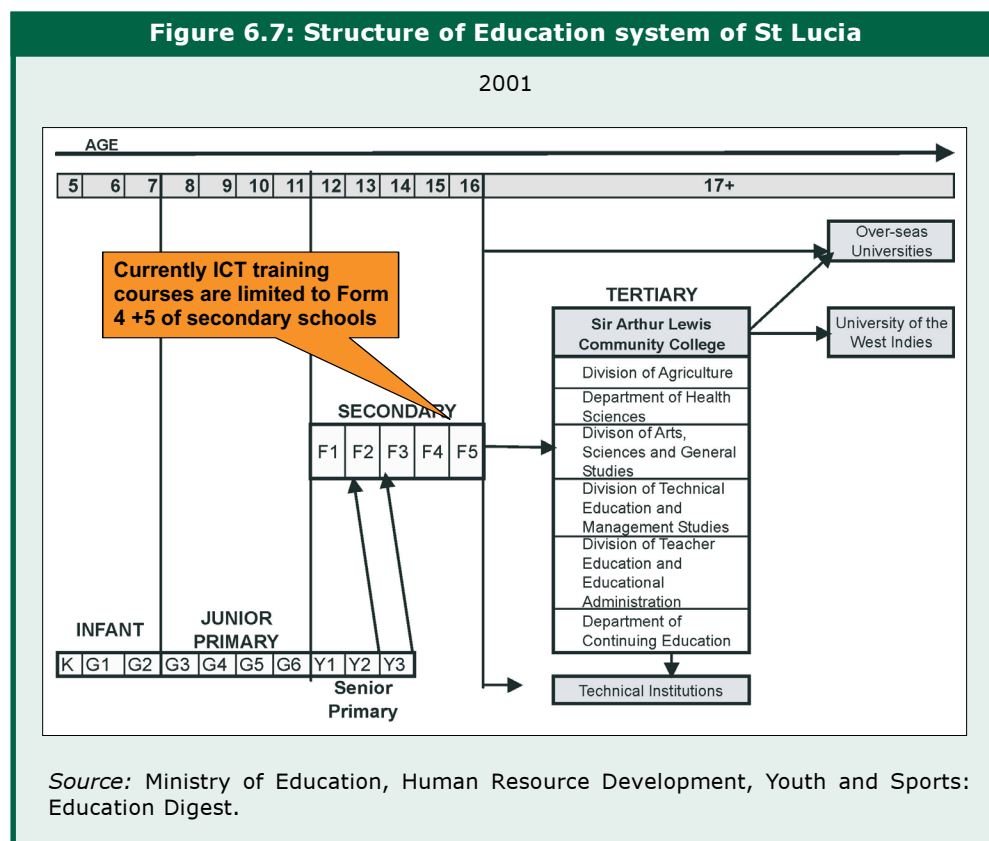 Figure 6.7: Structure of Education system of St Lucia
2001
AGE
5 6 7 8 9 10 11 12 13 14 15 16 17+
Over-seas
Universities
Currently ICT training
courses are limited to Form
4 +5 of secondary schools
TERTIARY
Sir Arthur Lewis
Community College
University of the
West Indies
Division of Agriculture
Department of Health
Sciences
SECONDARY
F1 F2 F3 F4 F5
Divison of Arts,
Sciences and General
Studies
Division of Technical
Education and
Management Studies
Division of Teacher
Education and
Educational
Administration
Department of
Continuing Education
INFANT
JUNIOR
PRIMARY
K G1 G2 G3 G4 G5 G6 Y1 Y2 Y3
Senior
Primary
Technical Institutions
Source: Ministry of Education, Human Resource Development, Youth and Sports:
Education Digest.